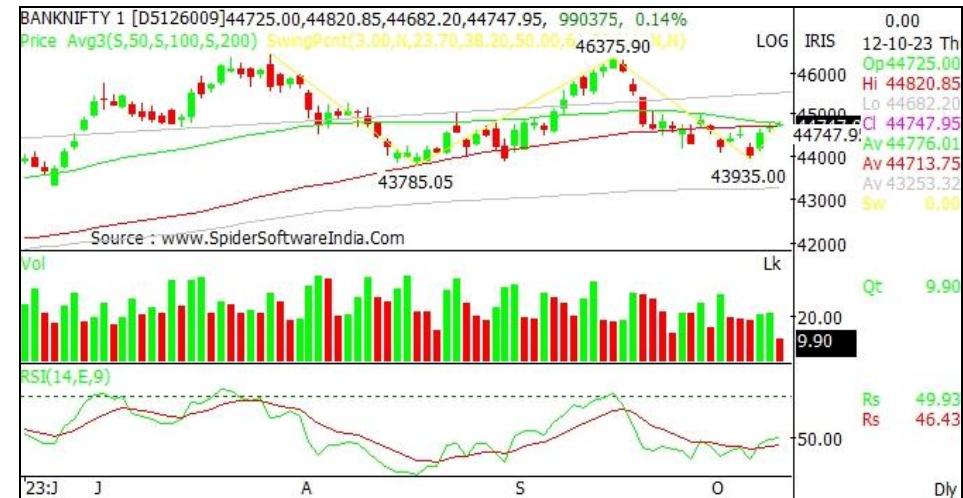 BANKNIFTY 1 [D5126009]44725.00,44820.85,44682.20,44747.95, 990375, 0.14%
Price Avg3(S,50,S,100,S,200) SwingPcnt(3.00,N,23.70,38.20,50.00,6 N,N)
46375.90
LOG
IRIS
0.00
12-10-23 Th
Op44725.00
Hi 44820.85
Lo 44682.20
Cl 44747.95
Av 44776.01
Av 44713.75
Av 43253.32
Sw 0.00
46000
45000
44747.9
44000
43000
42000
43785.05
43935.00
Source : www.SpiderSoftwareIndia.Com
Vol
Lk
Qt 9.90
20.00
9.90
RSI(14,E,9)
Rs 49.93
Rs 46.43
50.00
'23:J J A S O
Dly